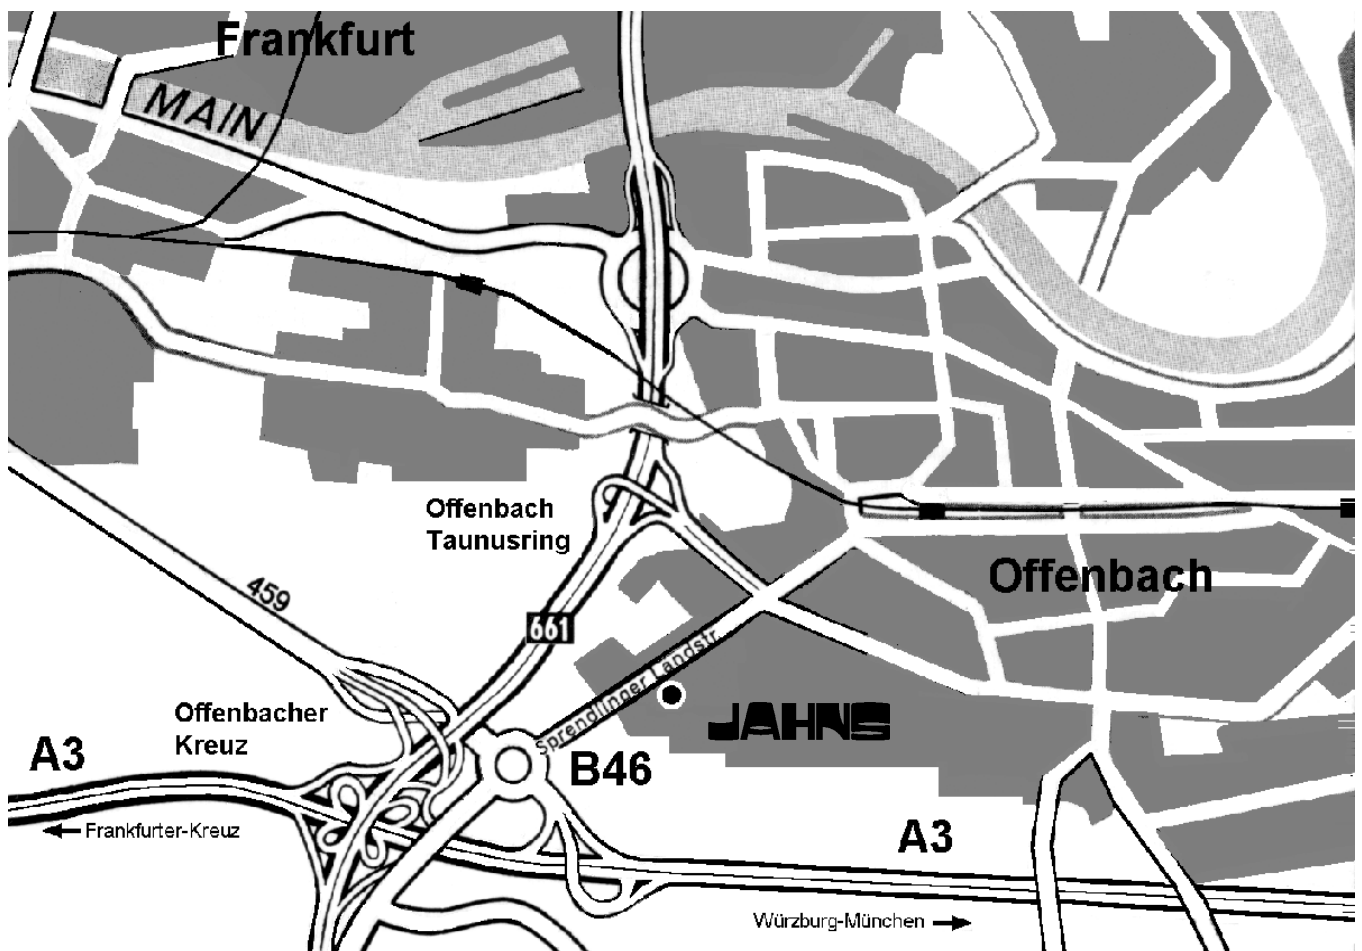 Frankfurt
MAIN
Offenbach
Taunusring
Offenbach
459
661
Sprendlinger Landstr.
Offenbacher
Kreuz
JAHNS
A3
B46
Frankfurter-Kreuz
A3
Würzburg-München